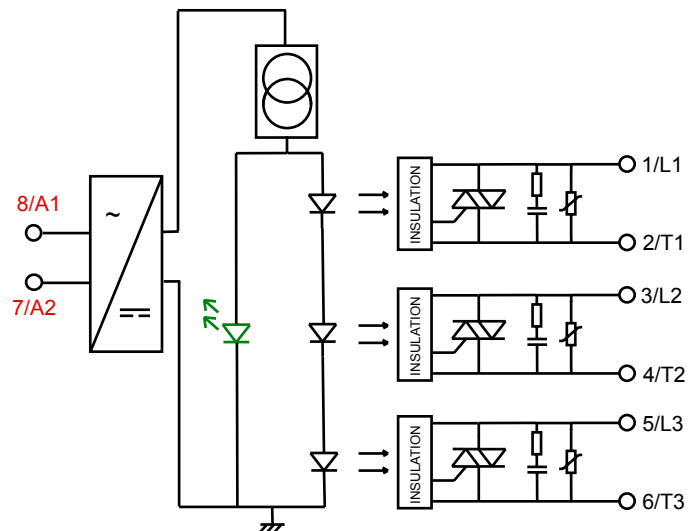 8/A1
~
7/A2
INSULATION
1/L1
2/T1
INSULATION
3/L2
4/T2
INSULATION
5/L3
6/T3